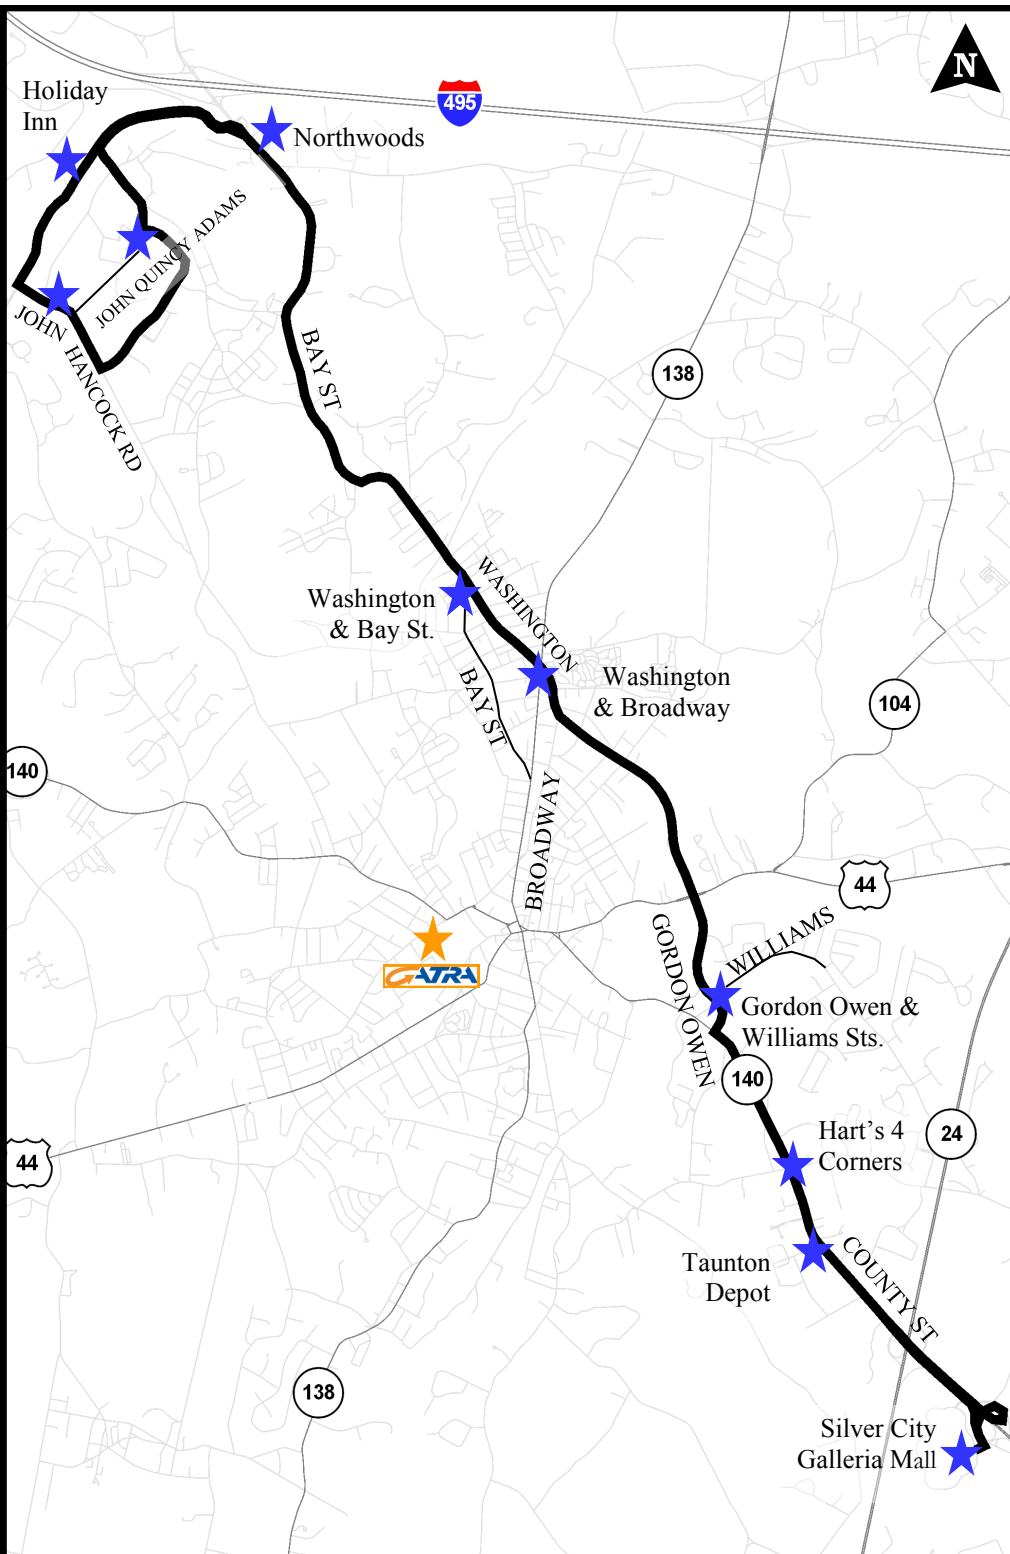 N
Holiday
Inn
495
Northwoods
JOHN QUINCY ADAMS
JOHN HANCOCK RD
BAY ST
138
WASHINGTON
Washington
& Bay St.
BAY ST
Washington
& Broadway
104
140
BROADWAY
44
GORDON OWEN
WILLIAMS
GATRA
Gordon Owen &
Williams Sts.
140
Hart's 4
Corners
24
44
Taunton
Depot
COUNTY ST
138
Silver City
Galleria Mall